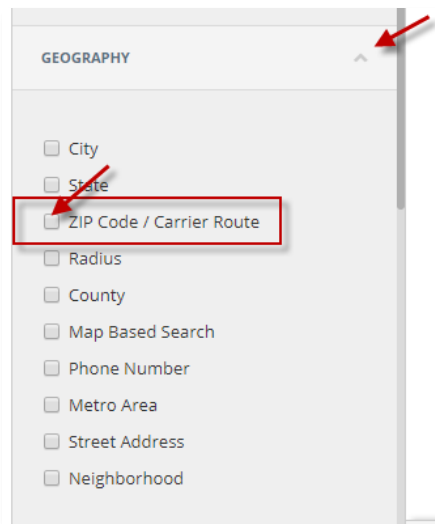 GEOGRAPHY
City
State
ZIP Code / Carrier Route
Radius
County
Map Based Search
Phone Number
Metro Area
Street Address
Neighborhood